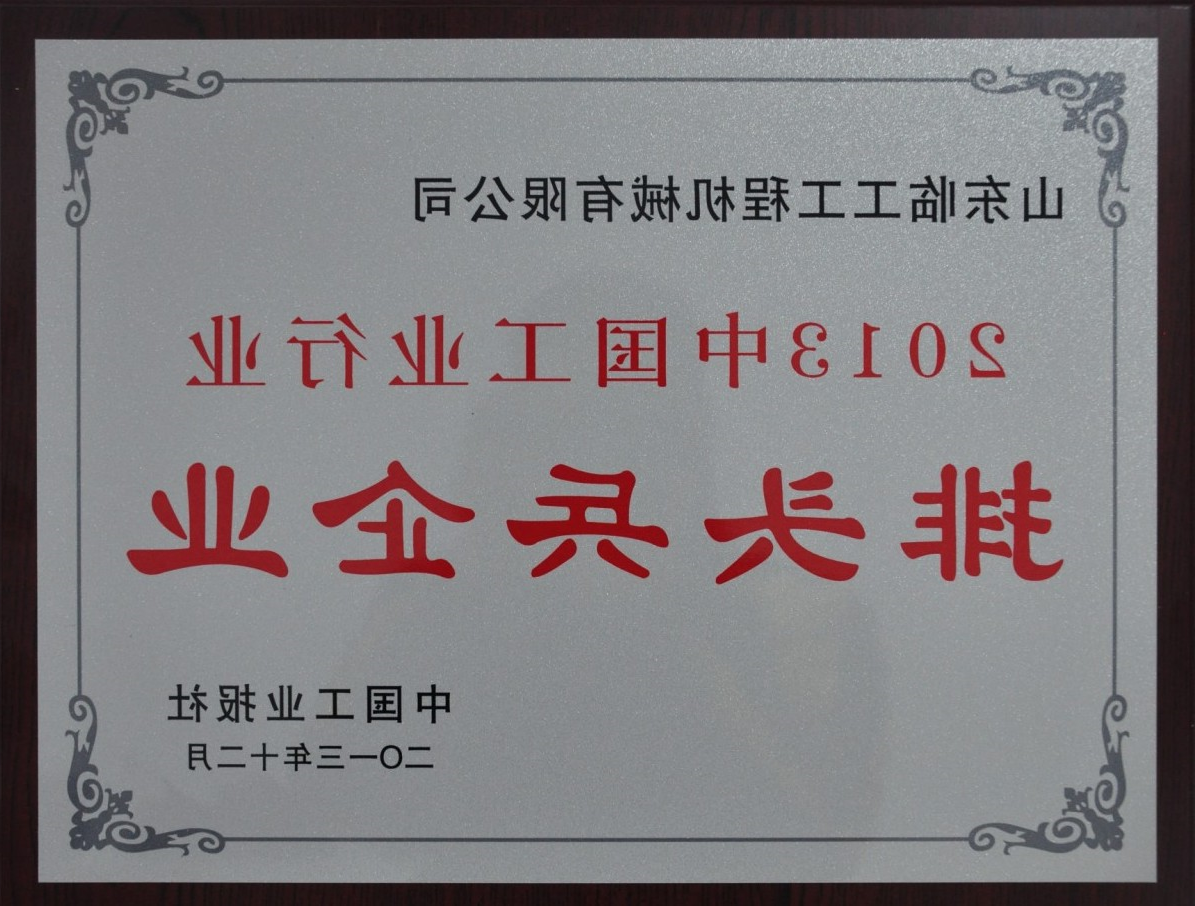 山东临工工程机械有限公司
2013中国工业行业
排头兵企业
中国工业报社
二〇一三年十二月